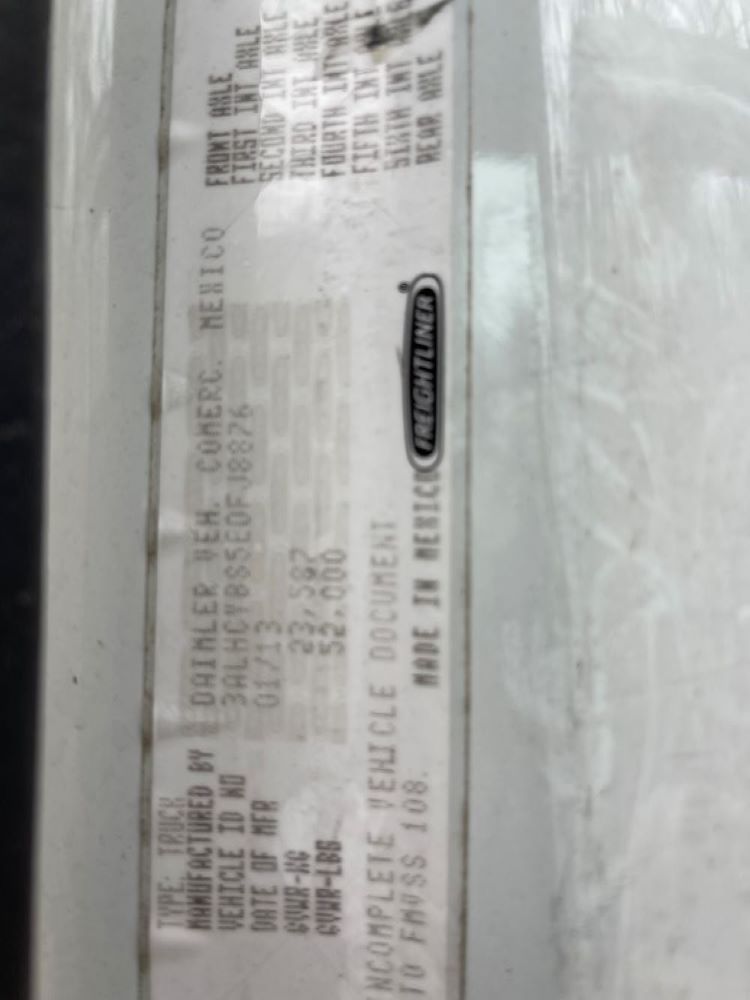 TYPE: TRUCK
MANUFACTURED BY DAIMLER VEH. COMERC. MEXICO
VEHICLE ID NO 3ALHCYBS5EDFJ8876
DATE OF MFR 01/13
GVWR-KG 23,587
GVWR-LBS 52,000
INCOMPLETE VEHICLE DOCUMENT
TO FMVSS 108.
MADE IN MEXICO
FREIGHTLINER
FRONT AXLE
FIRST INT AXLE
SECOND INT AXLE
THIRD INT AXLE
FOURTH INT AXLE
FIFTH INT
SIXTH INT
REAR AXLE